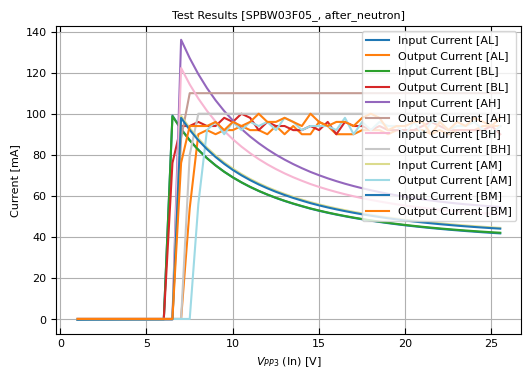 Test Results [SPBW03F05_, after_neutron]
Current [mA]
140
120
100
80
60
40
20
0
0 5 10 15 20 25
V_PP3 (In) [V]
Input Current [AL]
Output Current [AL]
Input Current [BL]
Output Current [BL]
Input Current [AH]
Output Current [AH]
Input Current [BH]
Output Current [BH]
Input Current [AM]
Output Current [AM]
Input Current [BM]
Output Current [BM]